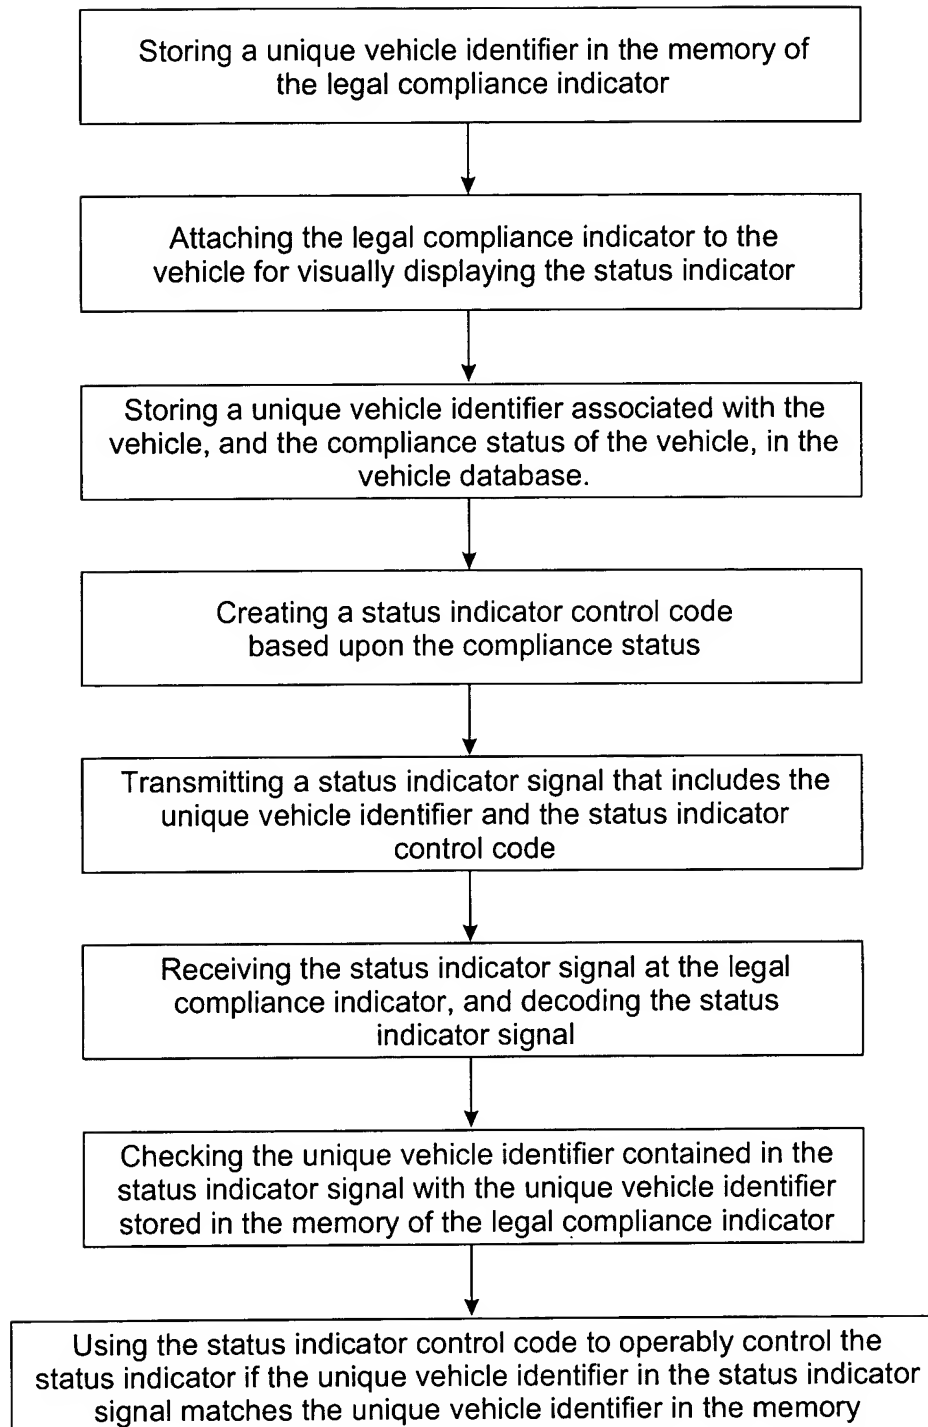 Storing a unique vehicle identifier in the memory of
the legal compliance indicator
Attaching the legal compliance indicator to the
vehicle for visually displaying the status indicator
Storing a unique vehicle identifier associated with the
vehicle, and the compliance status of the vehicle, in the
vehicle database.
Creating a status indicator control code
based upon the compliance status
Transmitting a status indicator signal that includes the
unique vehicle identifier and the status indicator
control code
Receiving the status indicator signal at the legal
compliance indicator, and decoding the status
indicator signal
Checking the unique vehicle identifier contained in the
status indicator signal with the unique vehicle identifier
stored in the memory of the legal compliance indicator
Using the status indicator control code to operably control the
status indicator if the unique vehicle identifier in the status indicator
signal matches the unique vehicle identifier in the memory